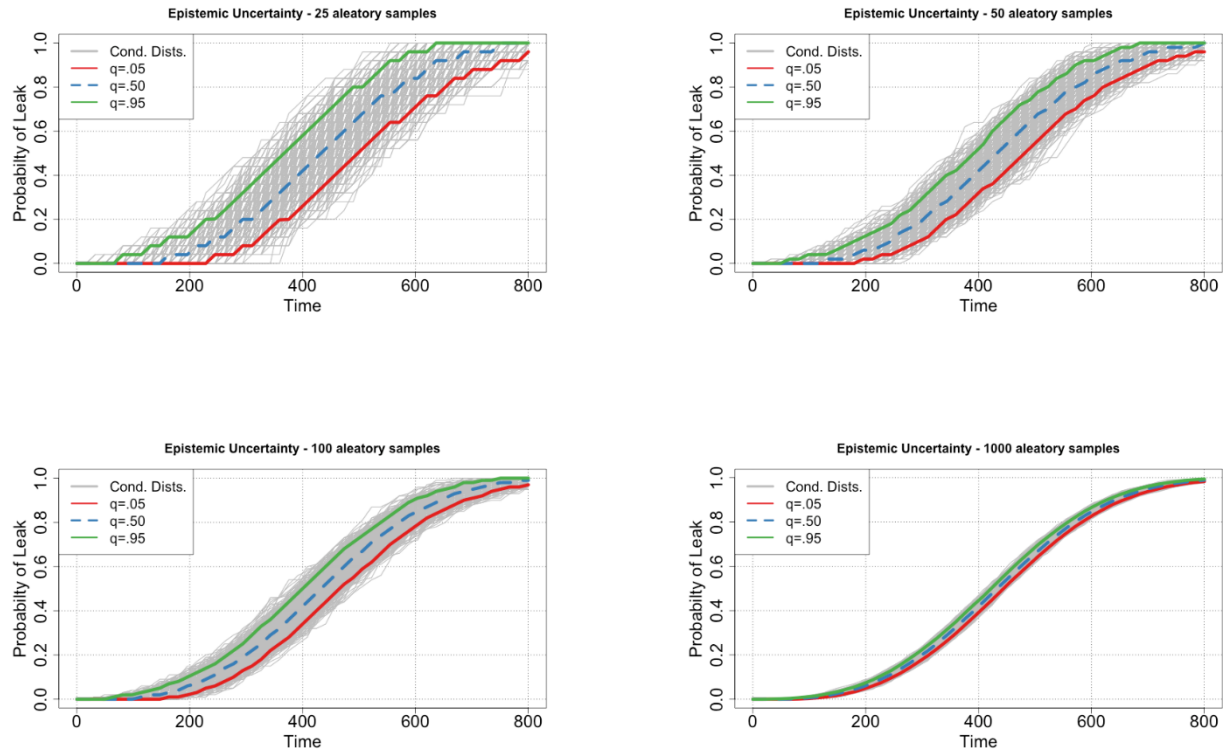 Epistemic Uncertainty - 25 aleatory samples
Probabilty of Leak
0.0 0.2 0.4 0.6 0.8 1.0
Cond. Dists.
q=.05
q=.50
q=.95
0 200 400 600 800
Time
Epistemic Uncertainty - 50 aleatory samples
Probabilty of Leak
0.0 0.2 0.4 0.6 0.8 1.0
Cond. Dists.
q=.05
q=.50
q=.95
0 200 400 600 800
Time
Epistemic Uncertainty - 100 aleatory samples
Probabilty of Leak
0.0 0.2 0.4 0.6 0.8 1.0
Cond. Dists.
q=.05
q=.50
q=.95
0 200 400 600 800
Time
Epistemic Uncertainty - 1000 aleatory samples
Probabilty of Leak
0.0 0.2 0.4 0.6 0.8 1.0
Cond. Dists.
q=.05
q=.50
q=.95
0 200 400 600 800
Time